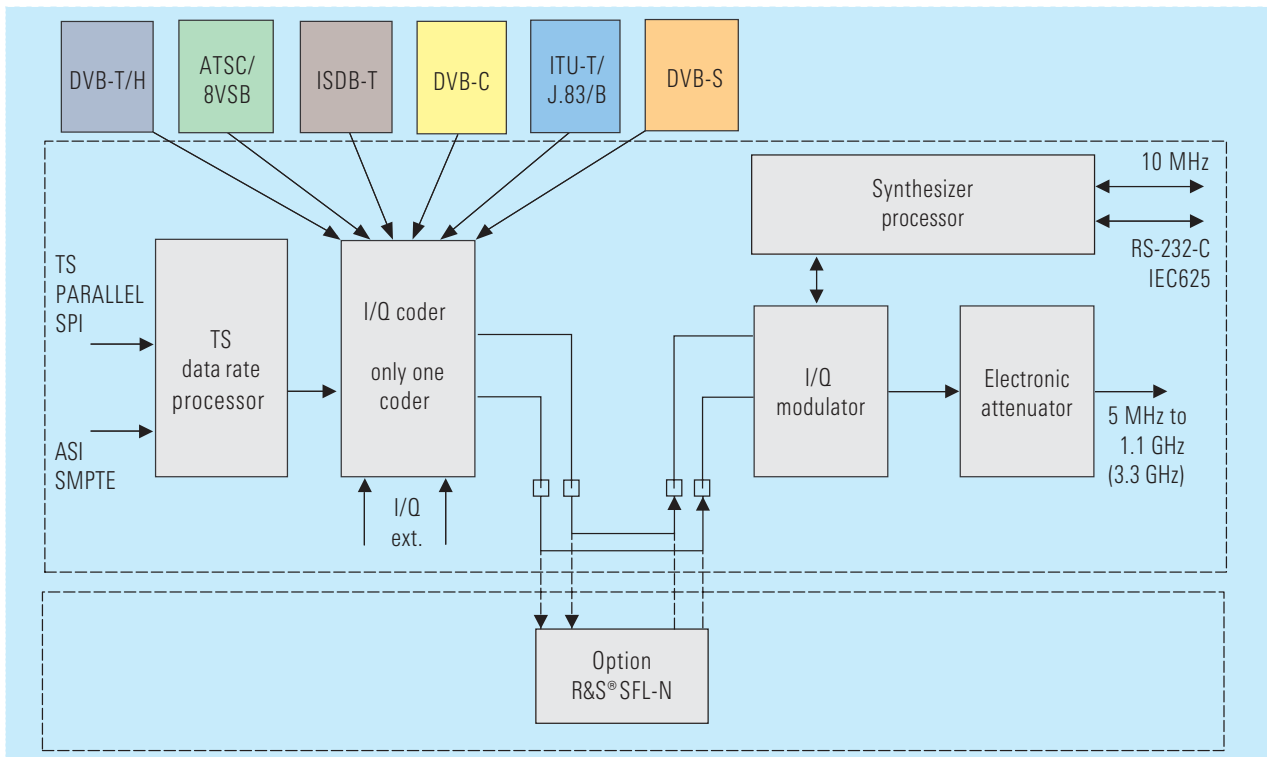 DVB-T/H
ATSC/
8VSB
ISDB-T
DVB-C
ITU-T/
J.83/B
DVB-S
Synthesizer
processor
10 MHz
RS-232-C
IEC625
TS
PARALLEL
SPI
ASI
SMPTE
TS
data rate
processor
I/Q coder
only one
coder
I/Q
ext.
I/Q
modulator
Electronic
attenuator
5 MHz to
1.1 GHz
(3.3 GHz)
Option
R&S® SFL-N